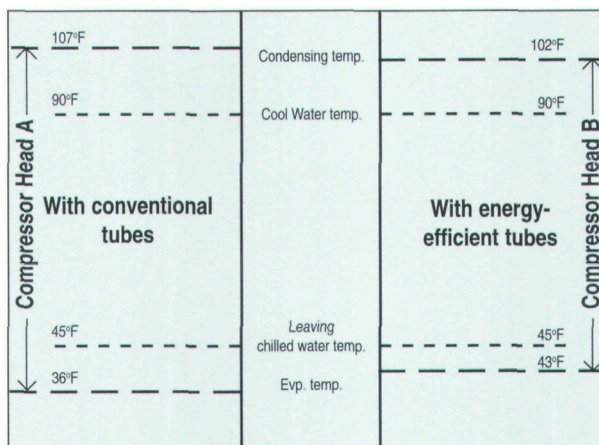 107°F
Condensing temp.
102°F
90°F
Cool Water temp.
90°F
Compressor Head A
With conventional
tubes
With energy-
efficient tubes
Compressor Head B
45°F
Leaving
chilled water temp.
45°F
36°F
Evp. temp.
43°F